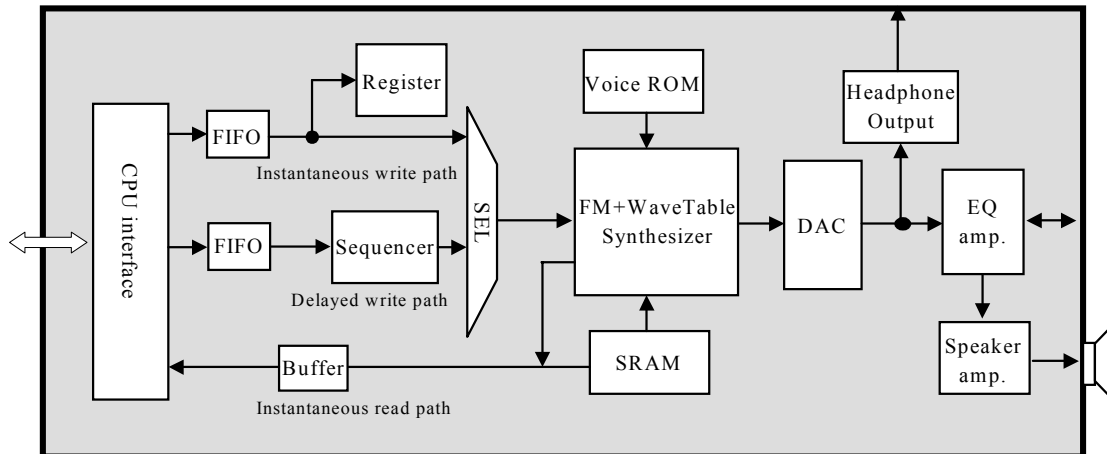 Register
Voice ROM
Headphone
Output
CPU interface
FIFO
Instantaneous write path
SEL
FM+WaveTable
Synthesizer
DAC
EQ
amp.
FIFO
Sequencer
Delayed write path
Buffer
Instantaneous read path
SRAM
Speaker
amp.